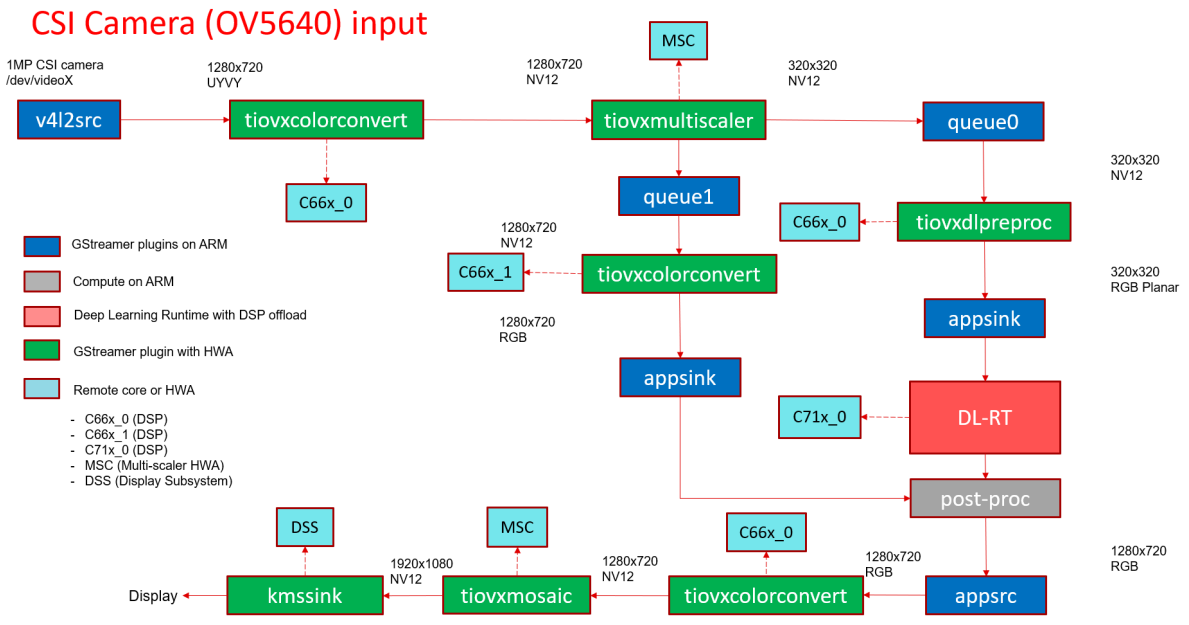 CSI Camera (OV5640) input
1MP CSI camera
/dev/videoX
1280x720
UYVY
1280x720
NV12
MSC
320x320
NV12
v4l2src
tiovxcolorconvert
tiovxmultiscaler
queue0
320x320
NV12
C66x_0
queue1
C66x_0
tiovxdlpreproc
1280x720
NV12
C66x_1
tiovxcolorconvert
320x320
RGB Planar
1280x720
RGB
appsink
appsink
GStreamer plugins on ARM
Compute on ARM
Deep Learning Runtime with DSP offload
GStreamer plugin with HWA
Remote core or HWA
- C66x_0 (DSP)
- C66x_1 (DSP)
- C71x_0 (DSP)
- MSC (Multi-scaler HWA)
- DSS (Display Subsystem)
C71x_0
DL-RT
post-proc
DSS
MSC
C66x_0
1920x1080
NV12
1280x720
NV12
1280x720
RGB
1280x720
RGB
Display
kmssink
tiovxmosaic
tiovxcolorconvert
appsrc